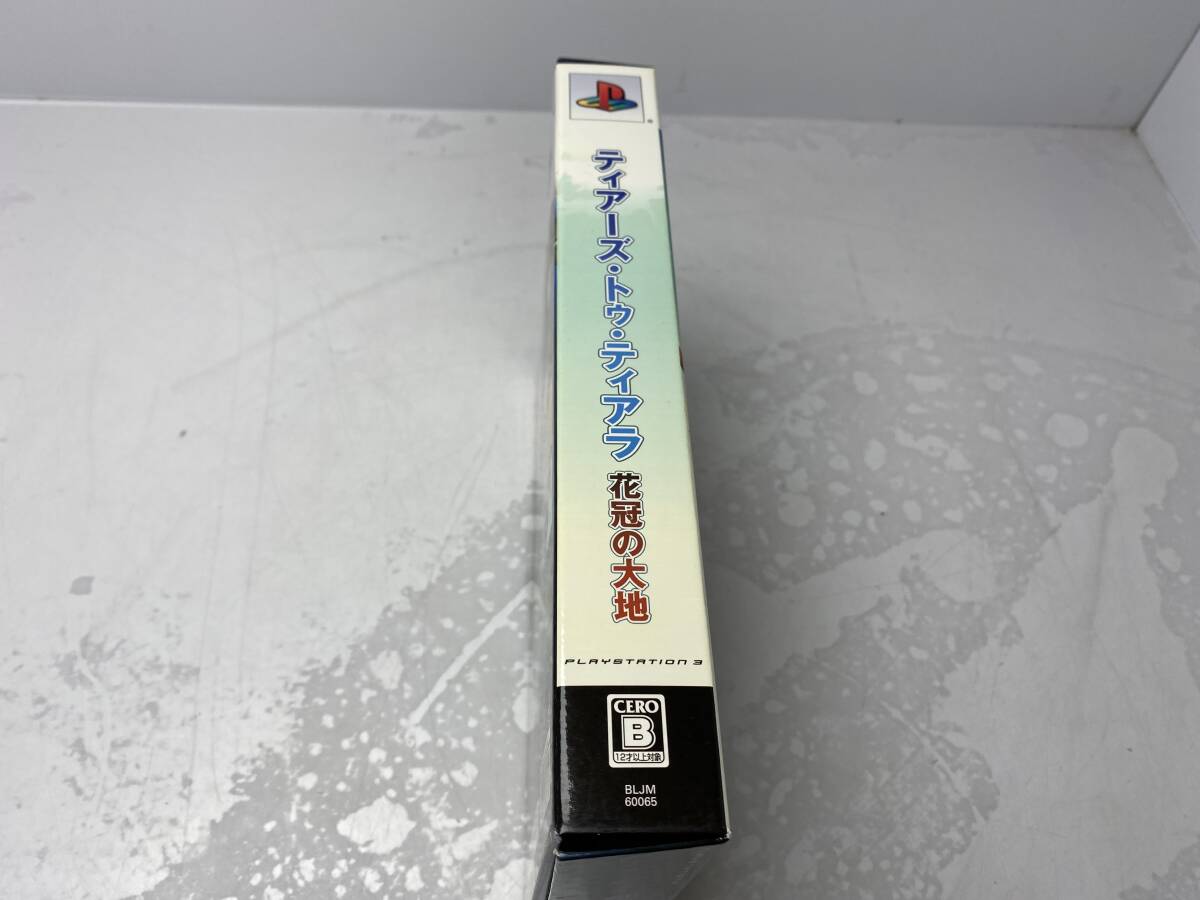 ティアーズ・トゥ・ティアラ
花冠の大地
PLAYSTATION 3
CERO
B
12才以上対象
BLJM
60065